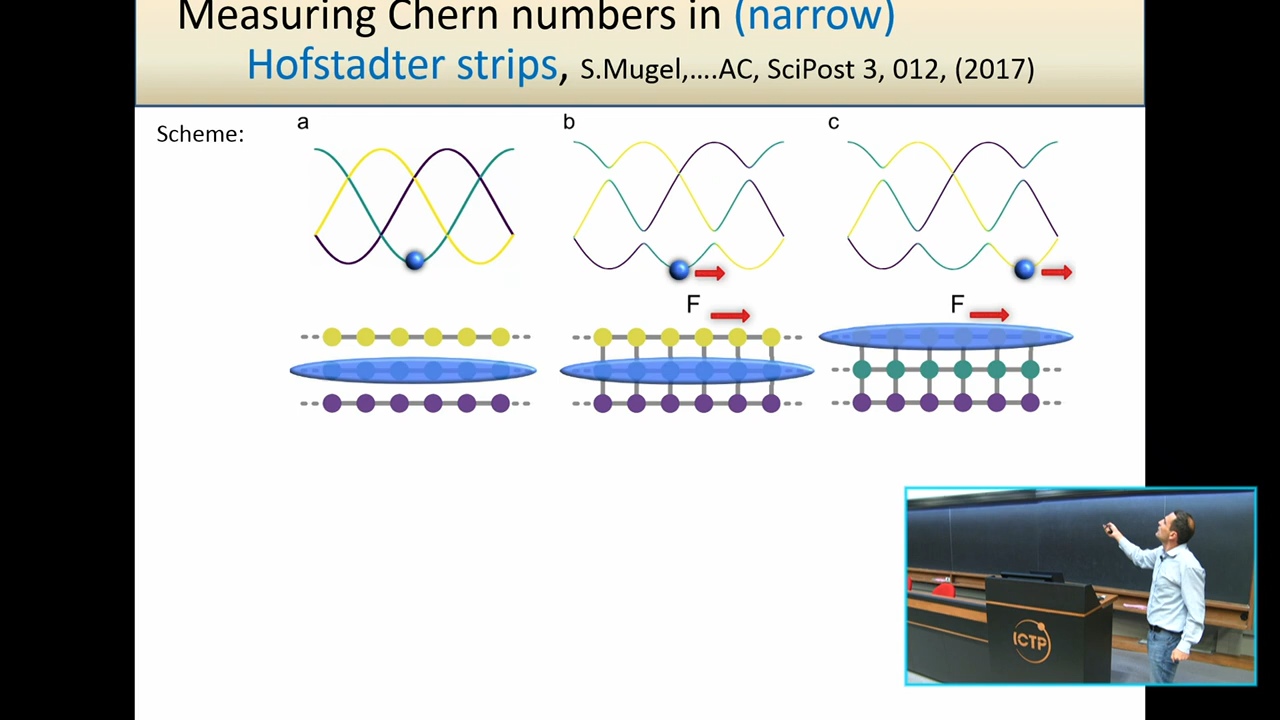 Measuring Chern numbers in (narrow)
Hofstadter strips, S.Mugel,....AC, SciPost 3, 012, (2017)
Scheme:
a
b
c
F
F
ICTP